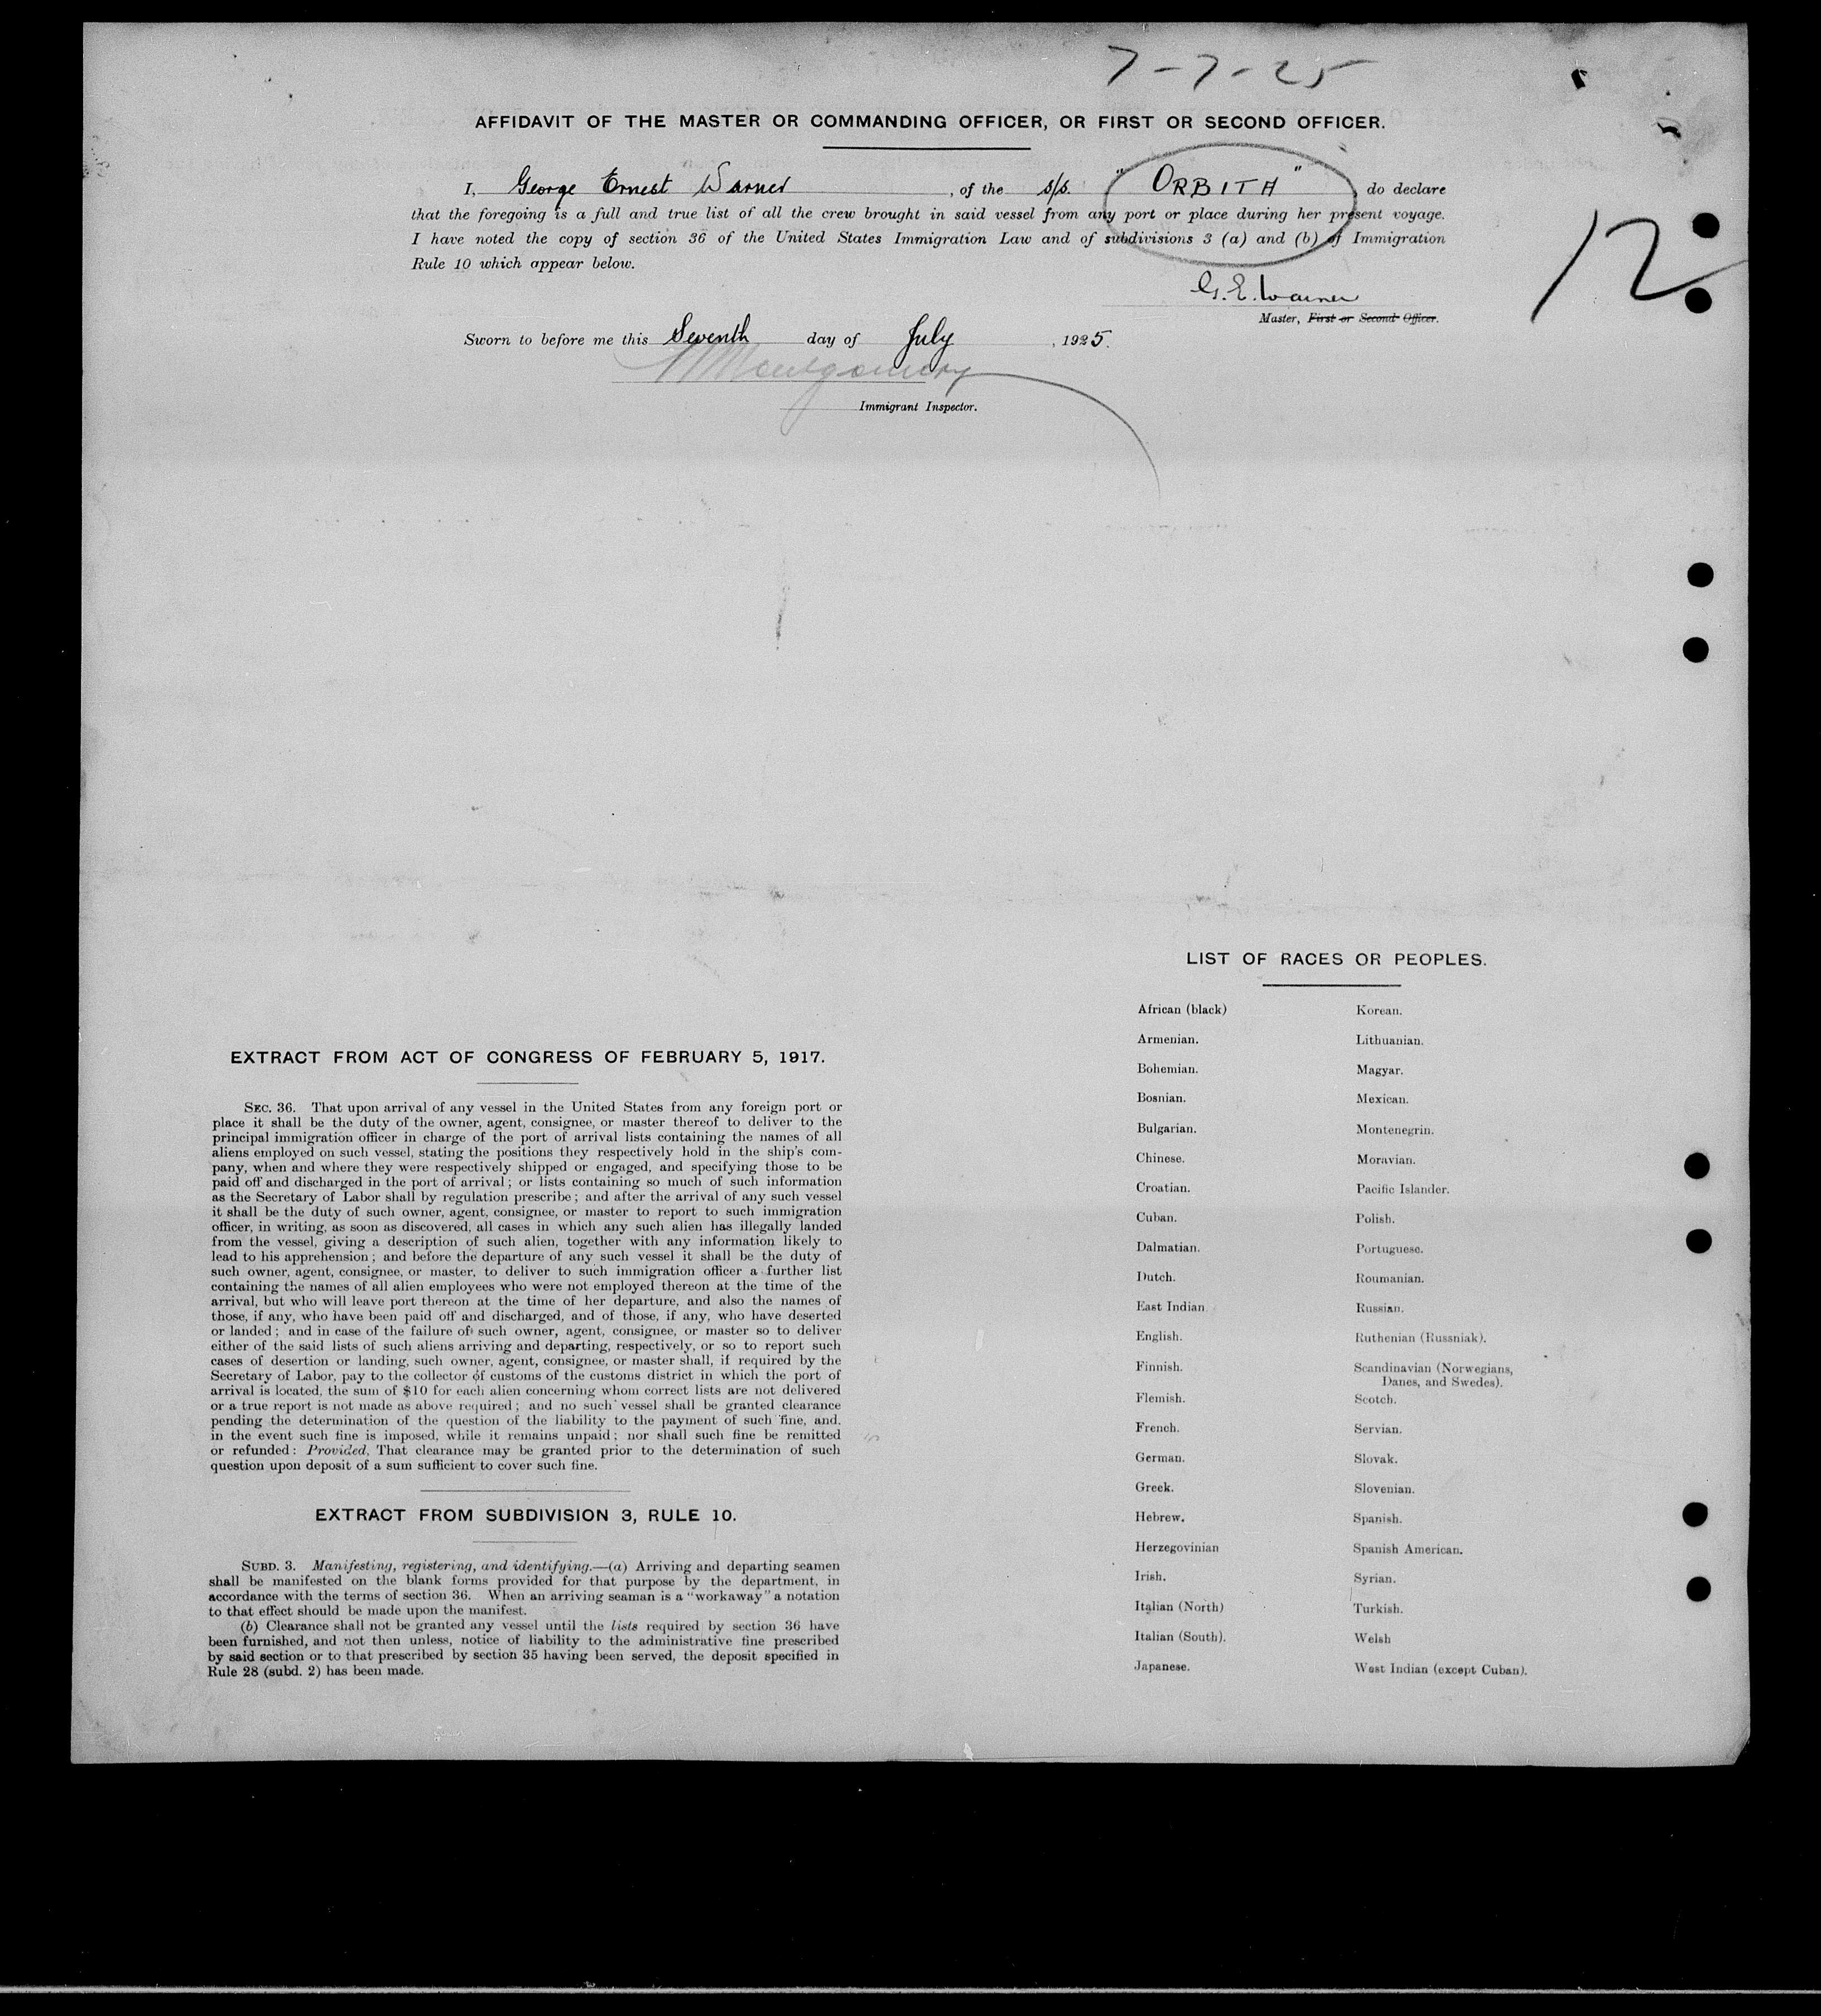 7-7-25
AFFIDAVIT OF THE MASTER OR COMMANDING OFFICER, OR FIRST OR SECOND OFFICER.
I, George Ernest Warner, of the s/s. "ORBITA", do declare
that the foregoing is a full and true list of all the crew brought in said vessel from any port or place during her present voyage.
I have noted the copy of section 36 of the United States Immigration Law and of subdivisions 3 (a) and (b) of Immigration
Rule 10 which appear below.
12
G. E. Warner
Master, First or Second Officer.
Sworn to before me this Seventh day of July, 1925.
Montgomery
Immigrant Inspector.
EXTRACT FROM ACT OF CONGRESS OF FEBRUARY 5, 1917.
SEC. 36. That upon arrival of any vessel in the United States from any foreign port or
place it shall be the duty of the owner, agent, consignee, or master thereof to deliver to the
principal immigration officer in charge of the port of arrival lists containing the names of all
aliens employed on such vessel, stating the positions they respectively hold in the ship's com-
pany, when and where they were respectively shipped or engaged, and specifying those to be
paid off and discharged in the port of arrival; or lists containing so much of such information
as the Secretary of Labor shall by regulation prescribe; and after the arrival of any such vessel
it shall be the duty of such owner, agent, consignee, or master to report to such immigration
officer, in writing, as soon as discovered, all cases in which any such alien has illegally landed
from the vessel, giving a description of such alien, together with any information likely to
lead to his apprehension; and before the departure of any such vessel it shall be the duty of
such owner, agent, consignee, or master, to deliver to such immigration officer a further list
containing the names of all alien employees who were not employed thereon at the time of the
arrival, but who will leave port thereon at the time of her departure, and also the names of
those, if any, who have been paid off and discharged, and of those, if any, who have deserted
or landed; and in case of the failure of such owner, agent, consignee, or master so to deliver
either of the said lists of such aliens arriving and departing, respectively, or so to report such
cases of desertion or landing, such owner, agent, consignee, or master shall, if required by the
Secretary of Labor, pay to the collector of customs of the customs district in which the port of
arrival is located, the sum of $10 for each alien concerning whom correct lists are not delivered
or a true report is not made as above required; and no such vessel shall be granted clearance
pending the determination of the question of the liability to the payment of such fine, and.
in the event such fine is imposed, while it remains unpaid; nor shall such fine be remitted
or refunded: Provided, That clearance may be granted prior to the determination of such
question upon deposit of a sum sufficient to cover such fine.
EXTRACT FROM SUBDIVISION 3, RULE 10.
SUBD. 3. Manifesting, registering, and identifying.—(a) Arriving and departing seamen
shall be manifested on the blank forms provided for that purpose by the department, in
accordance with the terms of section 36. When an arriving seaman is a "workaway" a notation
to that effect should be made upon the manifest.
(b) Clearance shall not be granted any vessel until the lists required by section 36 have
been furnished, and not then unless, notice of liability to the administrative fine prescribed
by said section or to that prescribed by section 35 having been served, the deposit specified in
Rule 28 (subd. 2) has been made.
LIST OF RACES OR PEOPLES.
African (black)
Armenian.
Bohemian.
Bosnian.
Bulgarian.
Chinese.
Croatian.
Cuban.
Dalmatian.
Dutch.
East Indian
English.
Finnish.
Flemish.
French.
German.
Greek.
Hebrew.
Herzegovinian
Irish.
Italian (North)
Italian (South).
Japanese.
Korean.
Lithuanian.
Magyar.
Mexican.
Montenegrin.
Moravian.
Pacific Islander.
Polish.
Portuguese.
Roumanian.
Russian.
Ruthenian (Russniak).
Scandinavian (Norwegians,
Danes, and Swedes).
Scotch.
Servian.
Slovak.
Slovenian.
Spanish.
Spanish American.
Syrian.
Turkish.
Welsh
West Indian (except Cuban).